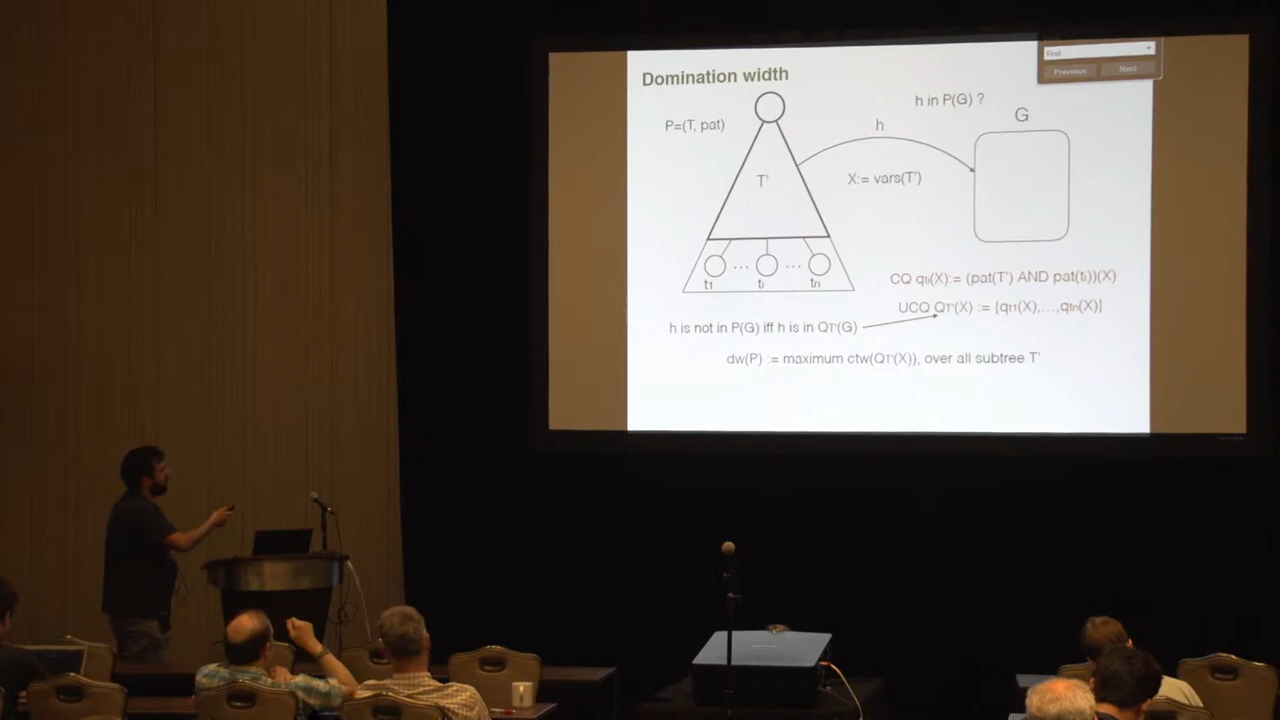 Find
Previous Next
Domination width
h in P(G) ?
P=(T, pat)
h
G
T'
X:= vars(T')
t1 ... ti ... tn
CQ qti(X):= (pat(T') AND pat(ti))(X)
UCQ QT'(X) := {qt1(X),...,qtn(X)}
h is not in P(G) iff h is in QT'(G)
dw(P) := maximum ctw(QT'(X)), over all subtree T'